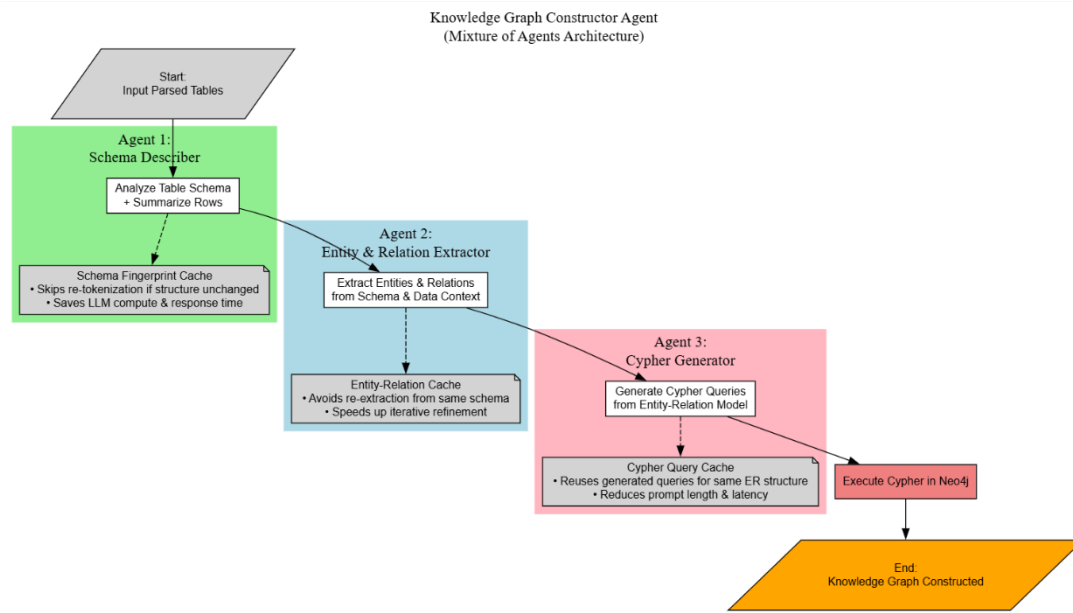 Knowledge Graph Constructor Agent
(Mixture of Agents Architecture)
Start:
Input Parsed Tables
Agent 1:
Schema Describer
Analyze Table Schema
+ Summarize Rows
Schema Fingerprint Cache
• Skips re-tokenization if structure unchanged
• Saves LLM compute & response time
Agent 2:
Entity & Relation Extractor
Extract Entities & Relations
from Schema & Data Context
Entity-Relation Cache
• Avoids re-extraction from same schema
• Speeds up iterative refinement
Agent 3:
Cypher Generator
Generate Cypher Queries
from Entity-Relation Model
Cypher Query Cache
• Reuses generated queries for same ER structure
• Reduces prompt length & latency
Execute Cypher in Neo4j
End:
Knowledge Graph Constructed